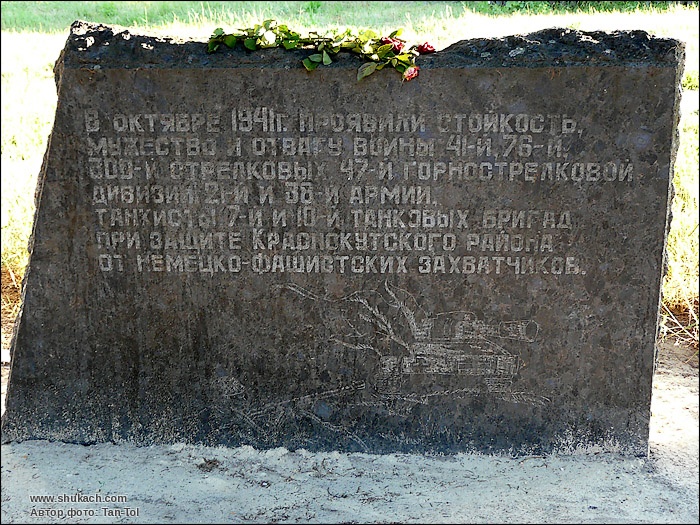 В ОКТЯБРЕ 1941Г. ПРОЯВИЛИ СТОЙКОСТЬ,
МУЖЕСТВО И ОТВАГУ ВОИНЫ 41-Й, 76-Й,
300-Й СТРЕЛКОВЫХ 47-Й ГОРНОСТРЕЛКОВОЙ
ДИВИЗИЙ 21-Й И 38-Й АРМИЙ,
ТАНКИСТЫ 7-Й И 10-Й ТАНКОВЫХ БРИГАД
ПРИ ЗАЩИТЕ КРАСНОКУТСКОГО РАЙОНА
ОТ НЕМЕЦКО-ФАШИСТСКИХ ЗАХВАТЧИКОВ.
www.shukach.com
Автор фото: Tan-Tol